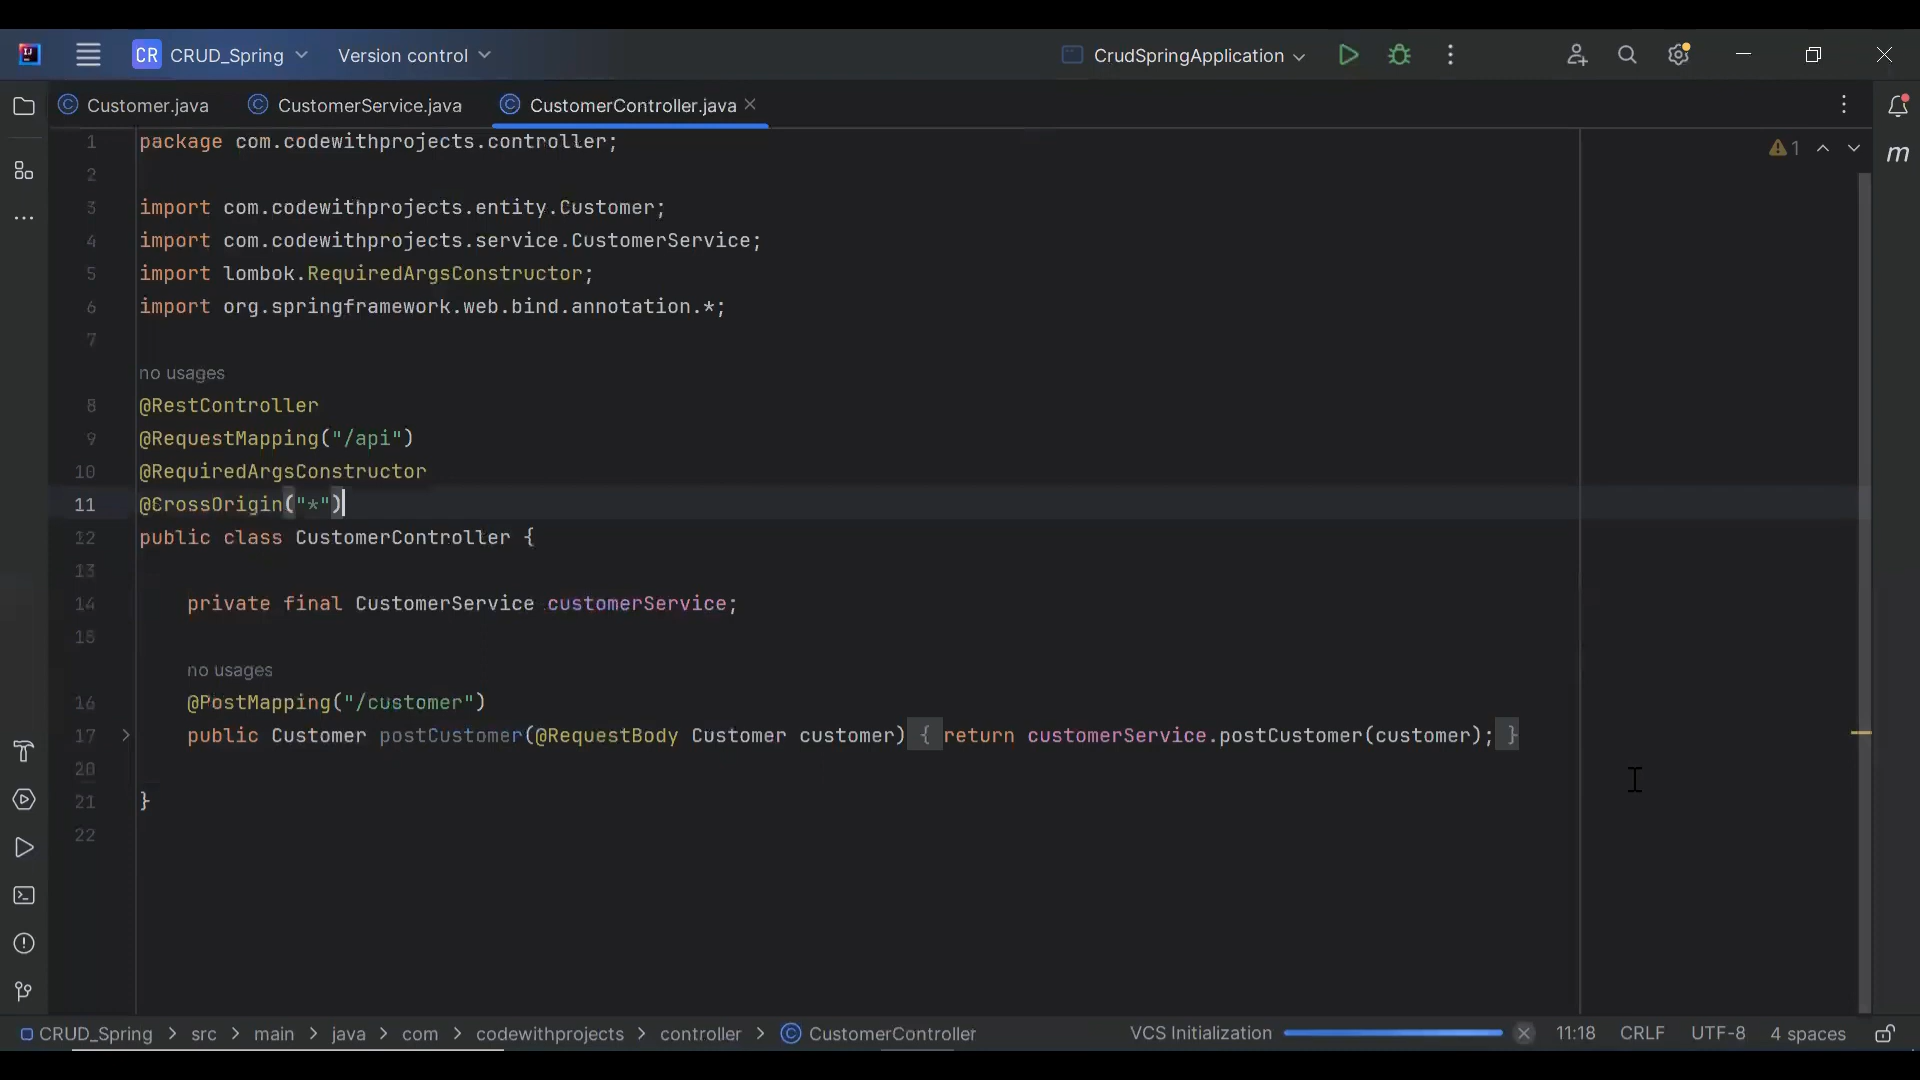 CR CRUD_Spring Version control CrudSpringApplication
Customer.java CustomerService.java CustomerController.java
1 package com.codewithprojects.controller;
2
3 import com.codewithprojects.entity.Customer;
4 import com.codewithprojects.service.CustomerService;
5 import lombok.RequiredArgsConstructor;
6 import org.springframework.web.bind.annotation.*;
7
no usages
8 @RestController
9 @RequestMapping("/api")
10 @RequiredArgsConstructor
11 @CrossOrigin("*")
12 public class CustomerController {
13
14 private final CustomerService customerService;
15
no usages
16 @PostMapping("/customer")
17 public Customer postCustomer(@RequestBody Customer customer) { return customerService.postCustomer(customer); }
20
21 }
22
1
m
CRUD_Spring > src > main > java > com > codewithprojects > controller > CustomerController VCS Initialization 11:18 CRLF UTF-8 4 spaces